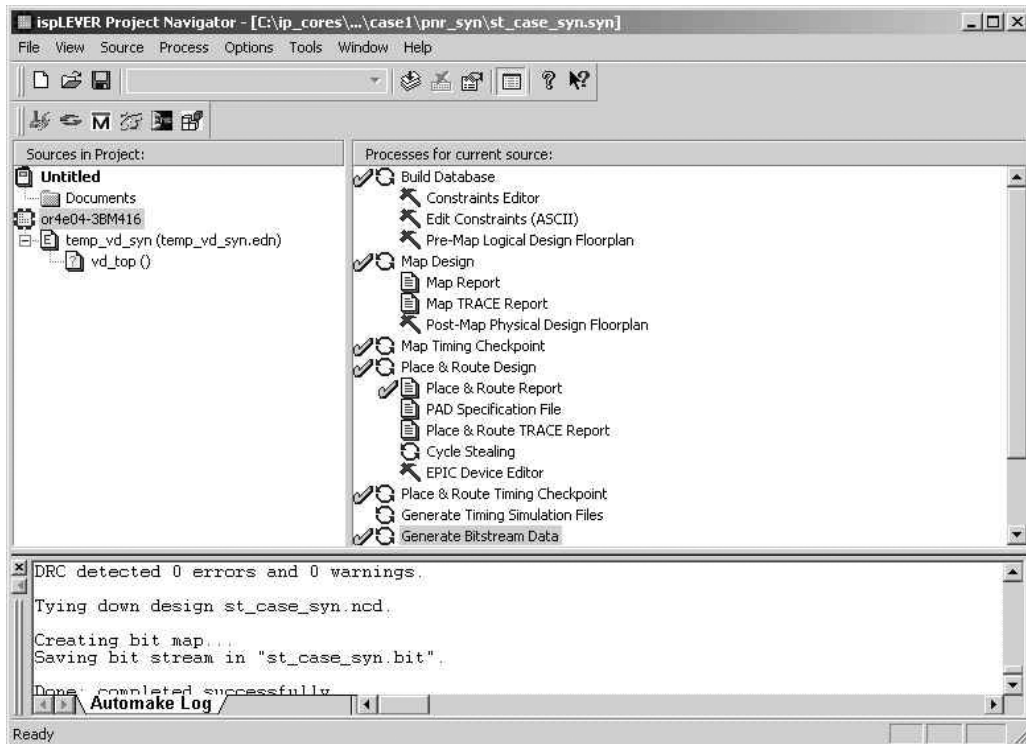 ispLEVER Project Navigator - [C:\ip_cores\...\case1\pnr_syn\st_case_syn.syn]
File View Source Process Options Tools Window Help
Sources in Project:
Untitled
Documents
or4e04-3BM416
temp_vd_syn (temp_vd_syn.edn)
vd_top ()
Processes for current source:
Build Database
Constraints Editor
Edit Constraints (ASCII)
Pre-Map Logical Design Floorplan
Map Design
Map Report
Map TRACE Report
Post-Map Physical Design Floorplan
Map Timing Checkpoint
Place & Route Design
Place & Route Report
PAD Specification File
Place & Route TRACE Report
Cycle Stealing
EPIC Device Editor
Place & Route Timing Checkpoint
Generate Timing Simulation Files
Generate Bitstream Data
DRC detected 0 errors and 0 warnings.
Tying down design st_case_syn.ncd.
Creating bit map...
Saving bit stream in "st_case_syn.bit".
Done: completed successfully
Automake Log
Ready